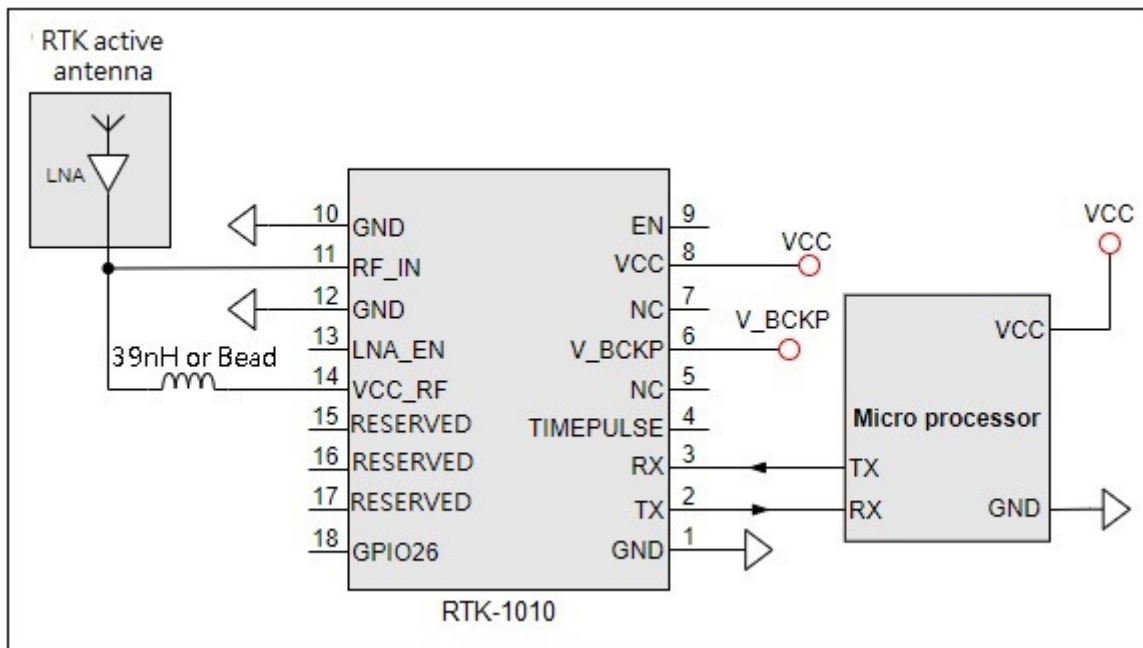 RTK active
antenna
LNA
10
GND
11
RF_IN
12
GND
13
LNA_EN
39nH or Bead
14
VCC_RF
15
RESERVED
16
RESERVED
17
RESERVED
18
GPIO26
EN
9
VCC
8
VCC
NC
7
V_BCKP
6
V_BCKP
NC
5
TIMEPULSE
4
RX
3
TX
2
GND
1
RTK-1010
VCC
VCC
Micro processor
TX
RX
GND